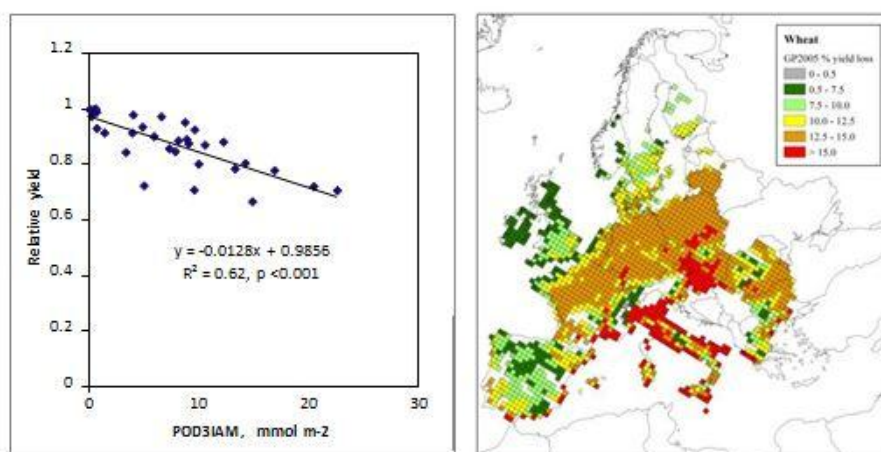 1.2
1
0.8
0.6
0.4
0.2
0
Relative yield
y = -0.0128x + 0.9856
R² = 0.62, p <0.001
0 10 20 30
POD3IAM, mmol m-2
Wheat
GP2005 % yield loss
0 - 0.5
0.5 - 7.5
7.5 - 10.0
10.0 - 12.5
12.5 - 15.0
> 15.0